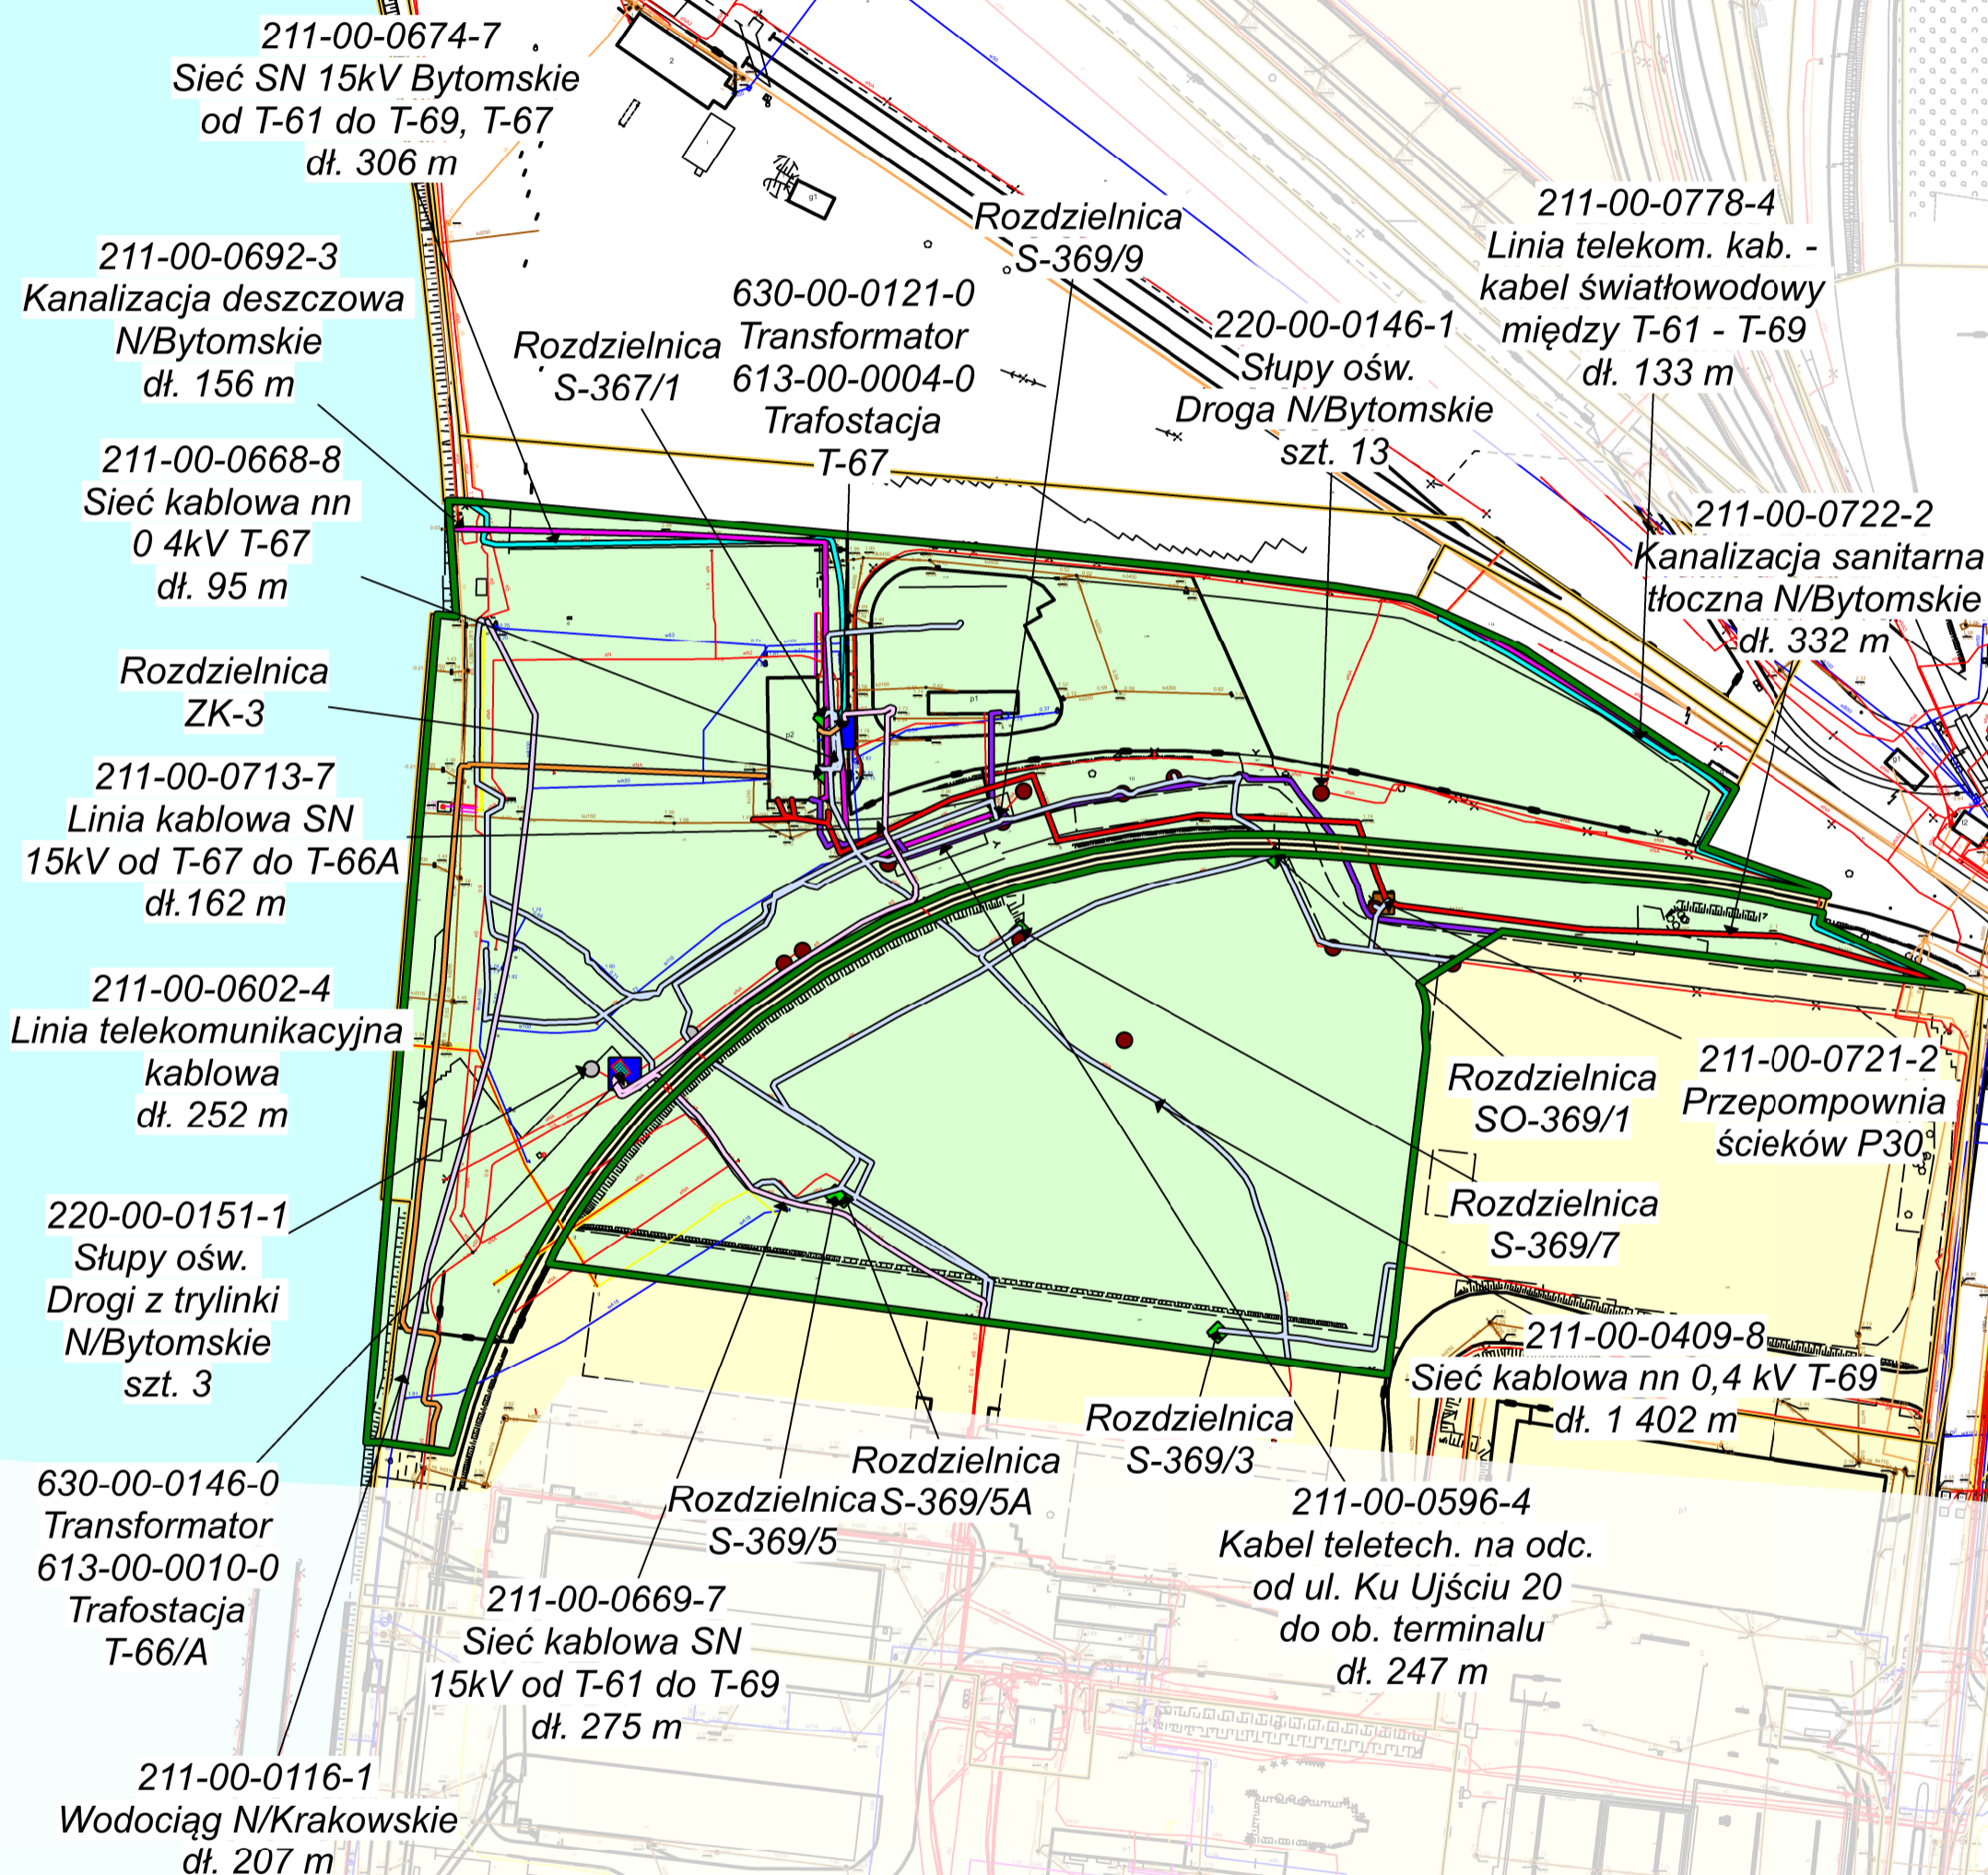 211-00-0674-7
Sieć SN 15kV Bytomskie
od T-61 do T-69, T-67
dł. 306 m
211-00-0692-3
Kanalizacja deszczowa
N/Bytomskie
dł. 156 m
211-00-0668-8
Sieć kablowa nn
0 4kV T-67
dł. 95 m
Rozdzielnica
ZK-3
211-00-0713-7
Linia kablowa SN
15kV od T-67 do T-66A
dł.162 m
211-00-0602-4
Linia telekomunikacyjna
kablowa
dł. 252 m
220-00-0151-1
Słupy ośw.
Drogi z trylinki
N/Bytomskie
szt. 3
630-00-0146-0
Transformator
613-00-0010-0
Trafostacja
T-66/A
211-00-0116-1
Wodociąg N/Krakowskie
dł. 207 m
Rozdzielnica
S-367/1
630-00-0121-0
Transformator
613-00-0004-0
Trafostacja
T-67
Rozdzielnica
S-369/9
220-00-0146-1
Słupy ośw.
Droga N/Bytomskie
szt. 13
211-00-0778-4
Linia telekom. kab. -
kabel światłowodowy
między T-61 - T-69
dł. 133 m
211-00-0722-2
Kanalizacja sanitarna
tłoczna N/Bytomskie
dł. 332 m
Rozdzielnica
SO-369/1
211-00-0721-2
Przepompownia
ścieków P30
Rozdzielnica
S-369/7
211-00-0409-8
Sieć kablowa nn 0,4 kV T-69
dł. 1 402 m
Rozdzielnica
S-369/3
Rozdzielnica
S-369/5A
Rozdzielnica
S-369/5
211-00-0669-7
Sieć kablowa SN
15kV od T-61 do T-69
dł. 275 m
211-00-0596-4
Kabel teletech. na odc.
od ul. Ku Ujściu 20
do ob. terminalu
dł. 247 m
p1
p2
g1
2